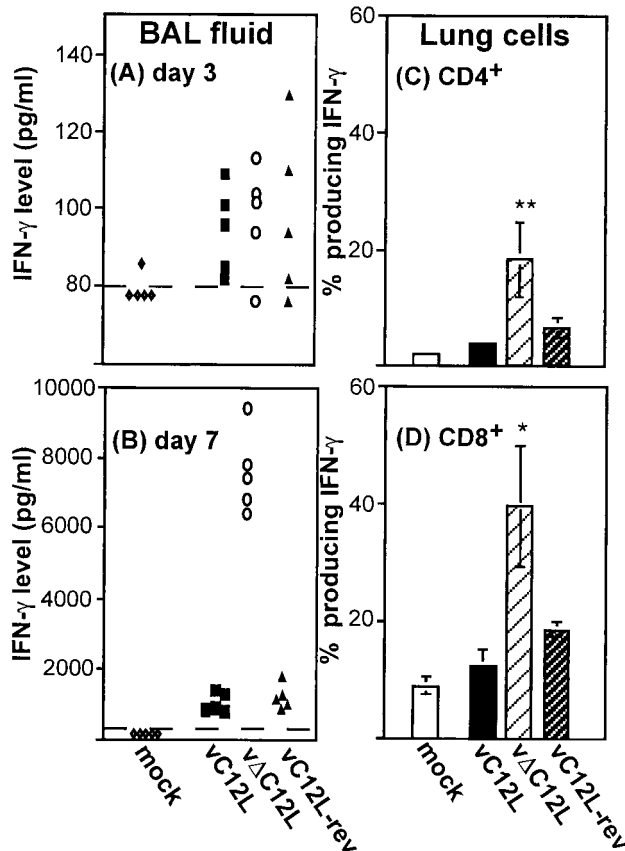 BAL fluid
Lung cells
(A) day 3
(C) CD4+
IFN-γ level (pg/ml)
140
120
100
80
% producing IFN-γ
60
40
20
**
(B) day 7
(D) CD8+
IFN-γ level (pg/ml)
10000
8000
6000
4000
2000
% producing IFN-γ
60
40
20
*
mock
vC12L
vΔC12L
vC12L-rev
mock
vC12L
vΔC12L
vC12L-rev